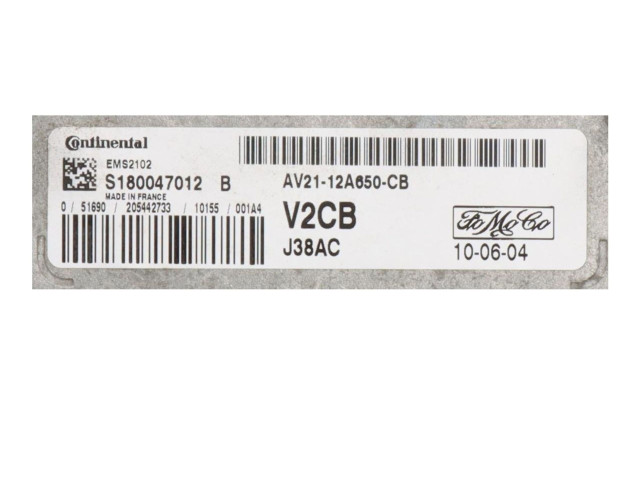 Continental
EMS2102
S180047012 B
MADE IN FRANCE
0 / 51690 / 205442733 / 10155 / 001A4
AV21-12A650-CB
V2CB
J38AC
FoMoCo
10-06-04